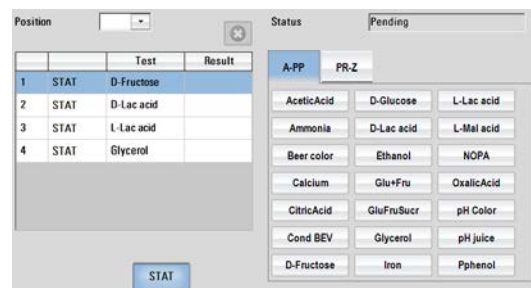 Position
Status Pending
Test Result
1 STAT D-Fructose
2 STAT D-Lac acid
3 STAT L-Lac acid
4 STAT Glycerol
STAT
A-PP PR-Z
AceticAcid D-Glucose L-Lac acid
Ammonia D-Lac acid L-Mal acid
Beer color Ethanol NOPA
Calcium Glu+Fru OxalicAcid
CitricAcid GluFruSucr pH Color
Cond BEV Glycerol pH juice
D-Fructose Iron Pphenol